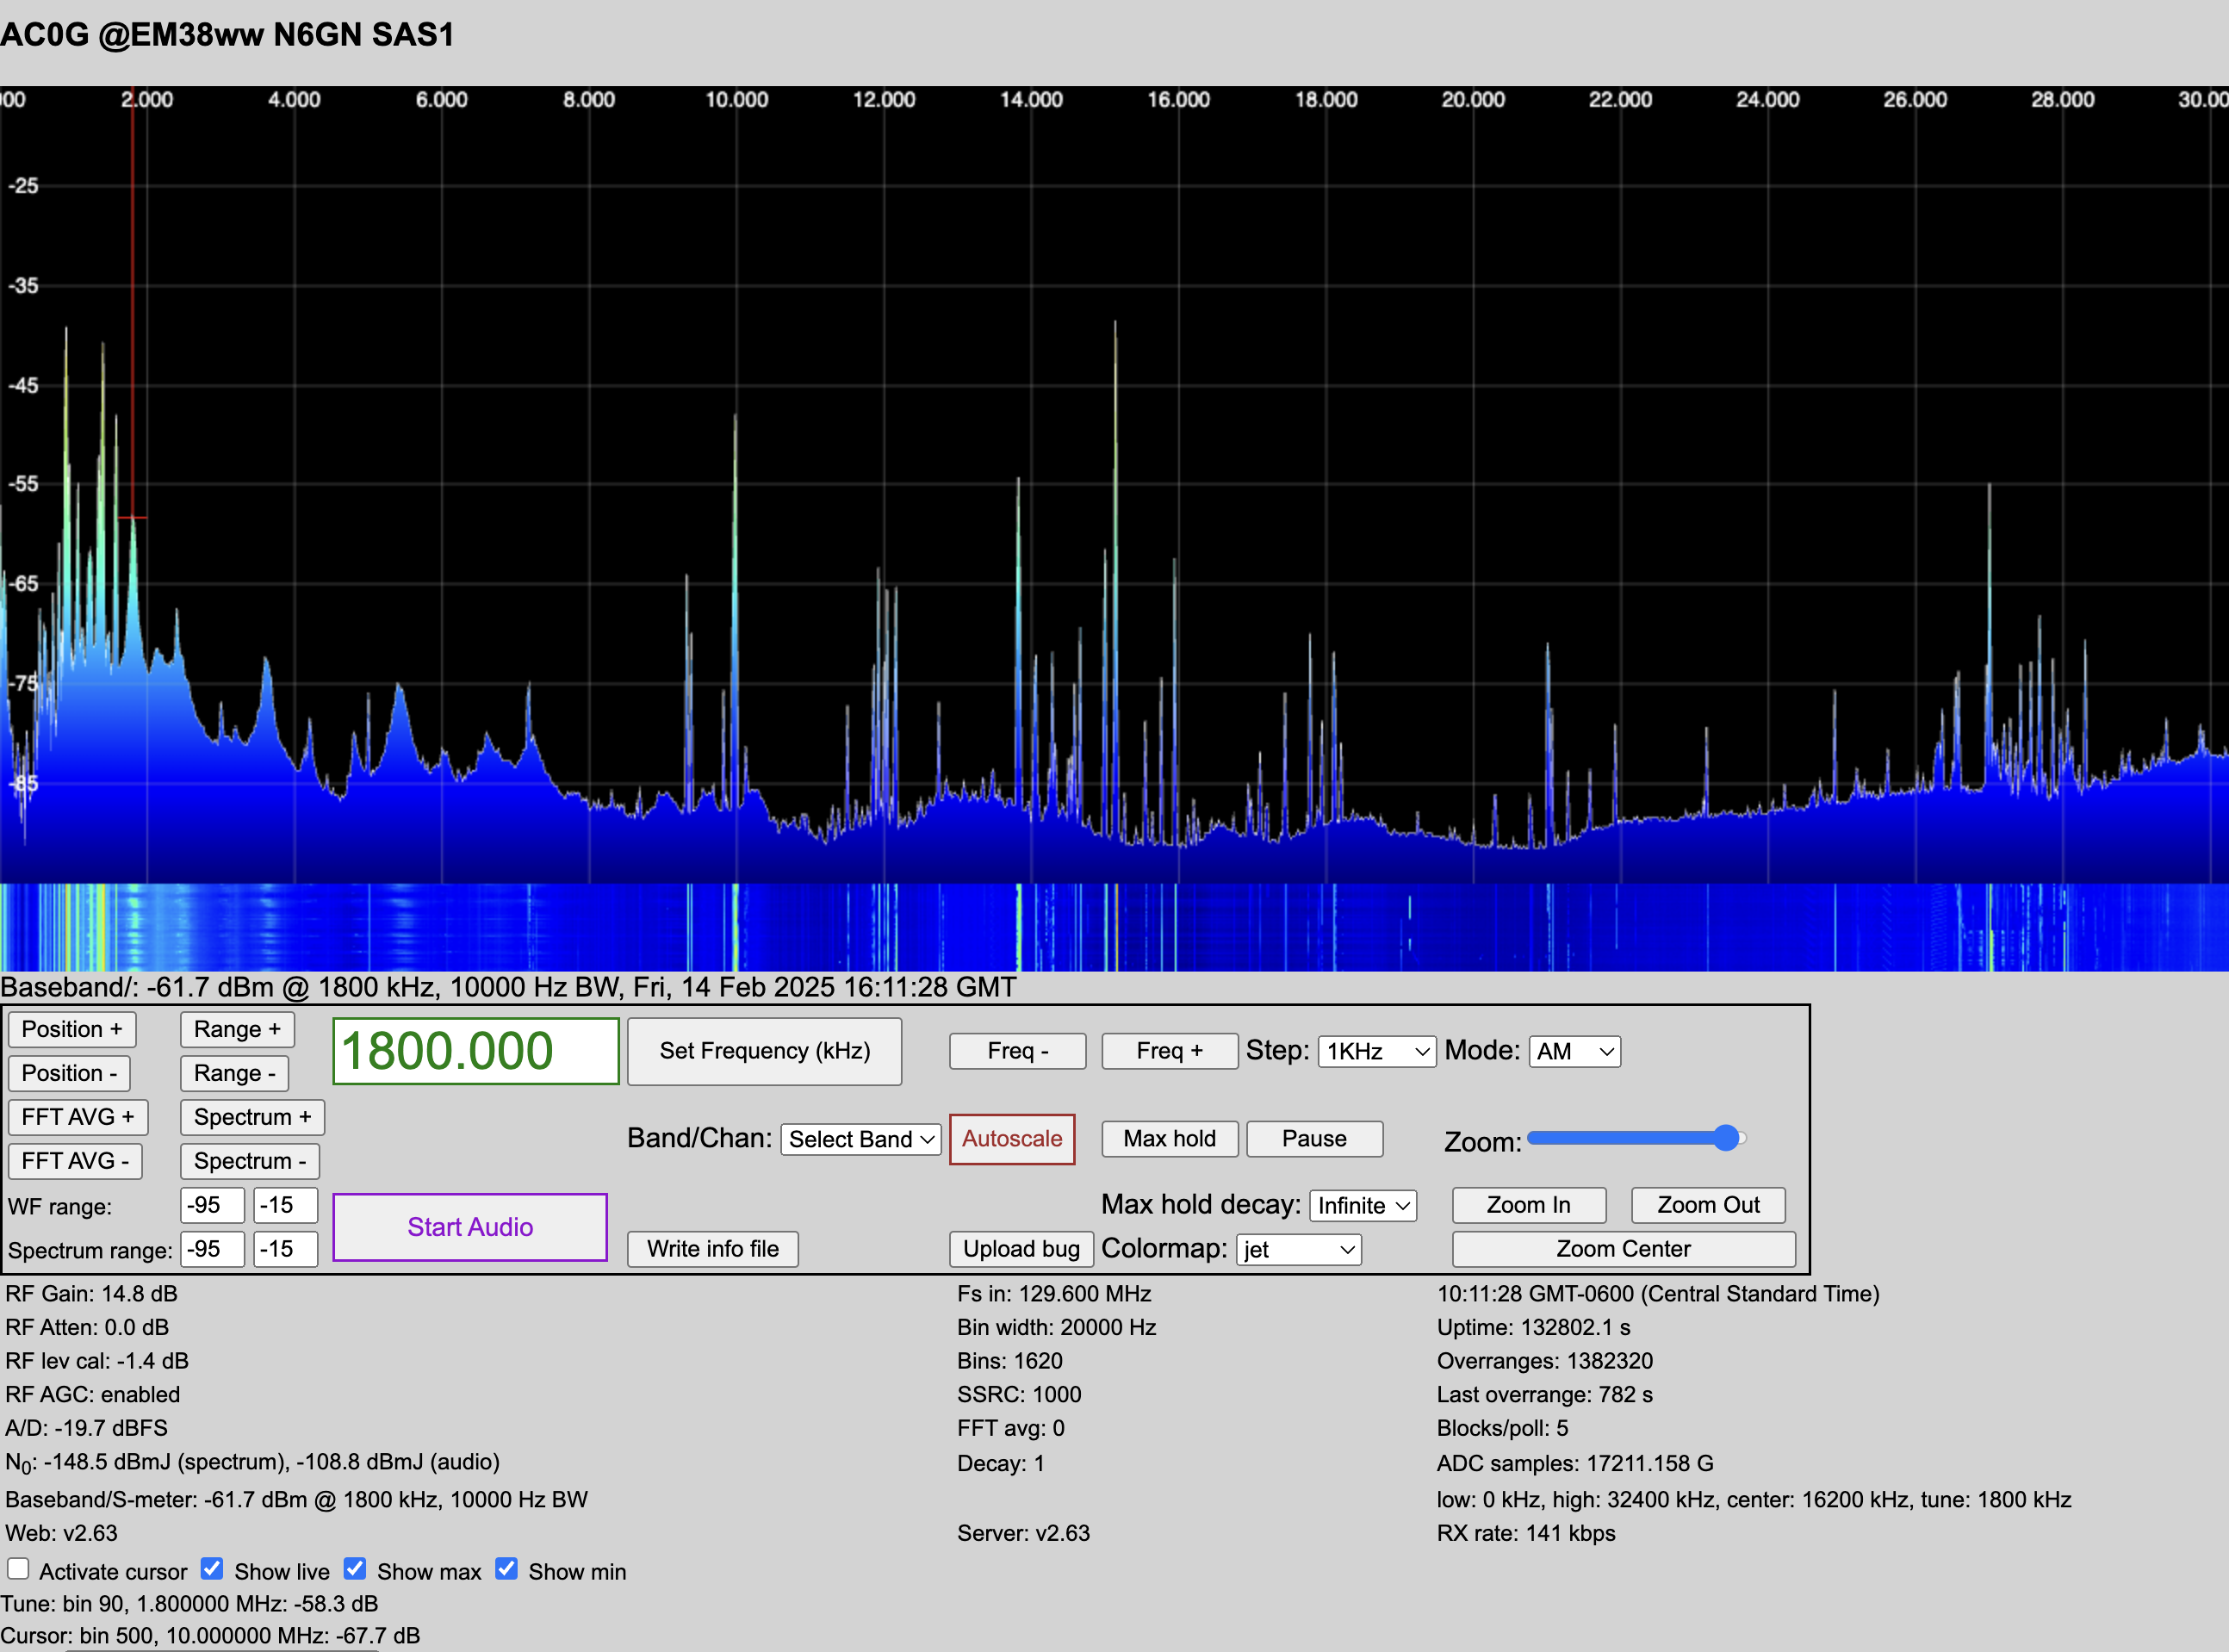 AC0G @EM38ww N6GN SAS1
000 2.000 4.000 6.000 8.000 10.000 12.000 14.000 16.000 18.000 20.000 22.000 24.000 26.000 28.000 30.00
-25
-35
-45
-55
-65
-75
-85
Baseband/: -61.7 dBm @ 1800 kHz, 10000 Hz BW, Fri, 14 Feb 2025 16:11:28 GMT
Position + Range + 1800.000 Set Frequency (kHz) Freq - Freq + Step: 1KHz Mode: AM
Position - Range -
FFT AVG + Spectrum + Band/Chan: Select Band Autoscale Max hold Pause Zoom:
FFT AVG - Spectrum -
WF range: -95 -15 Start Audio Max hold decay: Infinite Zoom In Zoom Out
Spectrum range: -95 -15 Write info file Upload bug Colormap: jet Zoom Center
RF Gain: 14.8 dB Fs in: 129.600 MHz 10:11:28 GMT-0600 (Central Standard Time)
RF Atten: 0.0 dB Bin width: 20000 Hz Uptime: 132802.1 s
RF lev cal: -1.4 dB Bins: 1620 Overranges: 1382320
RF AGC: enabled SSRC: 1000 Last overrange: 782 s
A/D: -19.7 dBFS FFT avg: 0 Blocks/poll: 5
N0: -148.5 dBmJ (spectrum), -108.8 dBmJ (audio) Decay: 1 ADC samples: 17211.158 G
Baseband/S-meter: -61.7 dBm @ 1800 kHz, 10000 Hz BW low: 0 kHz, high: 32400 kHz, center: 16200 kHz, tune: 1800 kHz
Web: v2.63 Server: v2.63 RX rate: 141 kbps
Activate cursor Show live Show max Show min
Tune: bin 90, 1.800000 MHz: -58.3 dB
Cursor: bin 500, 10.000000 MHz: -67.7 dB